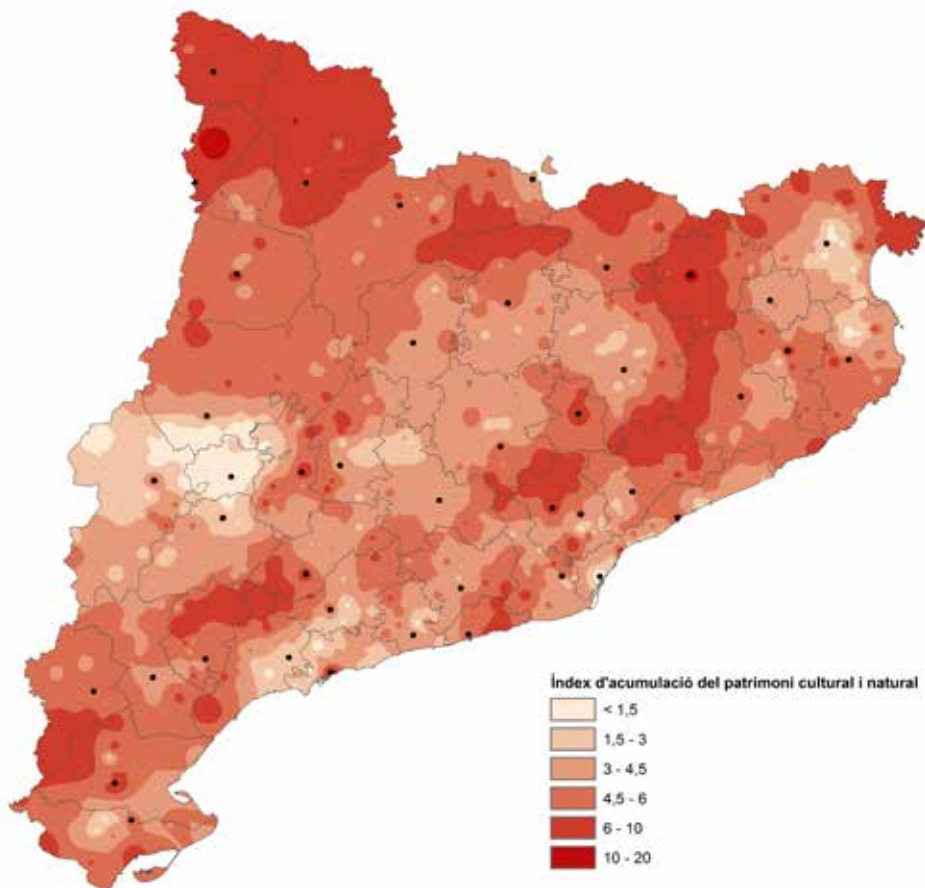 Índex d'acumulació del patrimoni cultural i natural
< 1,5
1,5 - 3
3 - 4,5
4,5 - 6
6 - 10
10 - 20